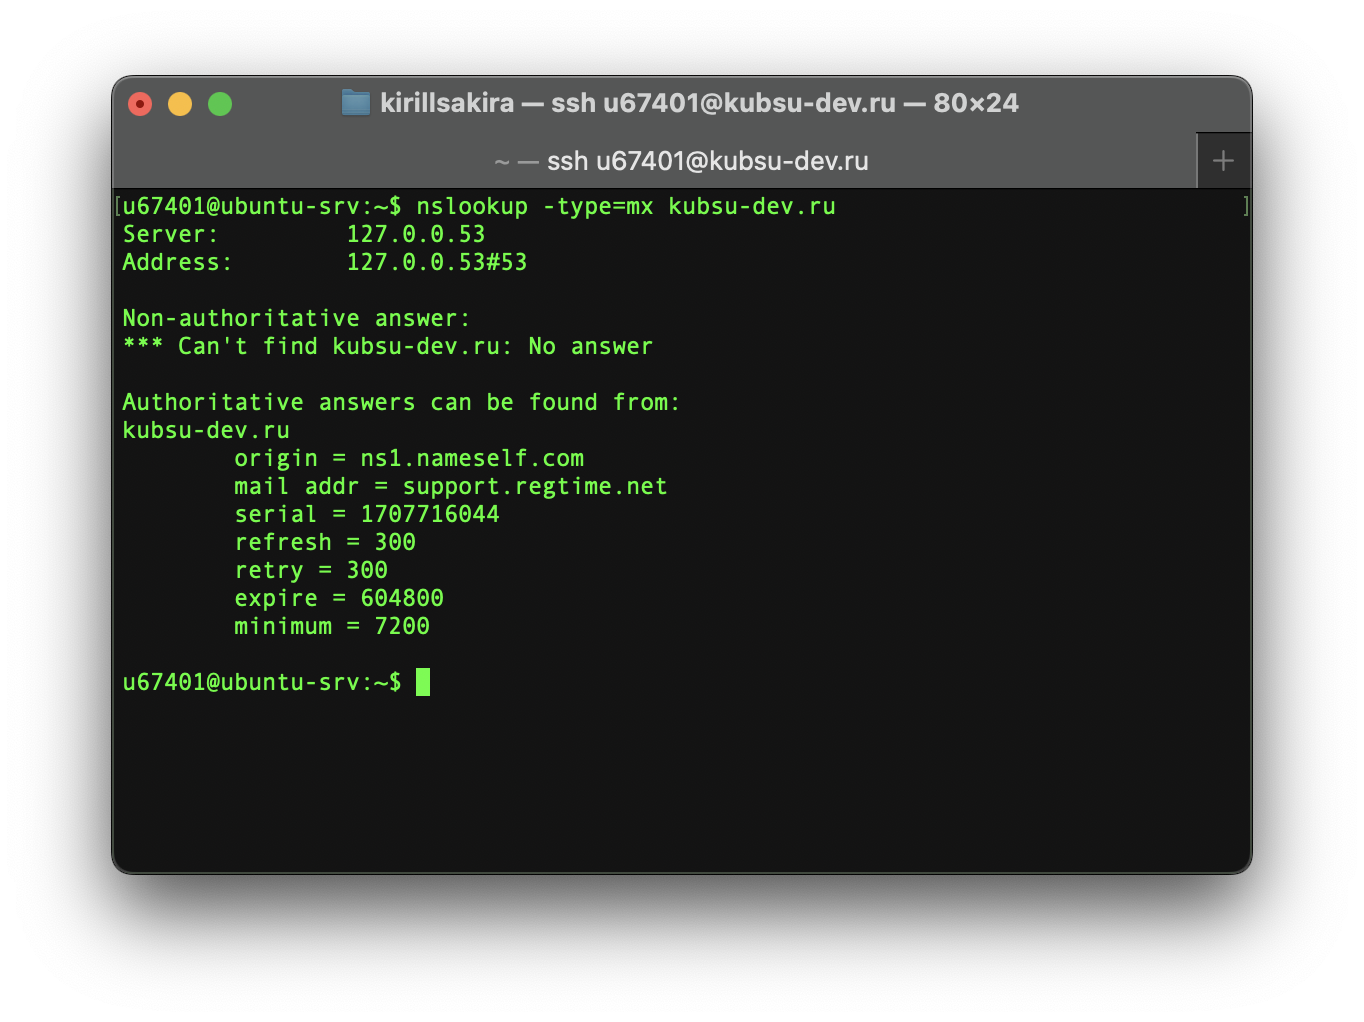 kirillsakira — ssh u67401@kubsu-dev.ru — 80×24
~ — ssh u67401@kubsu-dev.ru
[u67401@ubuntu-srv:~$ nslookup -type=mx kubsu-dev.ru ]
Server: 127.0.0.53
Address: 127.0.0.53#53
Non-authoritative answer:
*** Can't find kubsu-dev.ru: No answer
Authoritative answers can be found from:
kubsu-dev.ru
origin = ns1.nameself.com
mail addr = support.regtime.net
serial = 1707716044
refresh = 300
retry = 300
expire = 604800
minimum = 7200
u67401@ubuntu-srv:~$